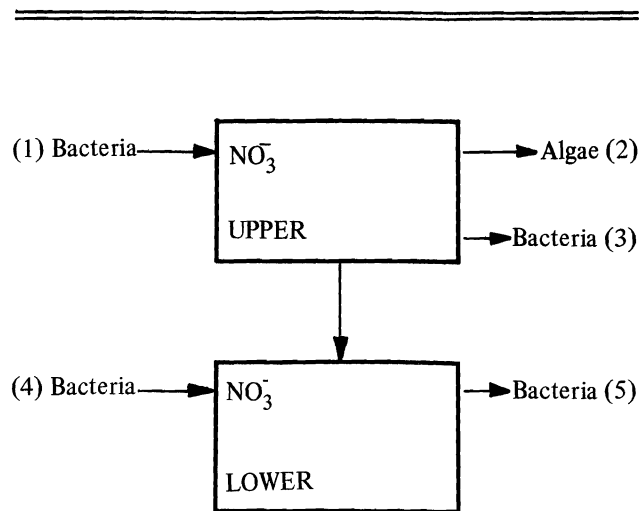 (1) Bacteria
NO₃⁻
Algae (2)
UPPER
Bacteria (3)
(4) Bacteria
NO₃⁻
Bacteria (5)
LOWER